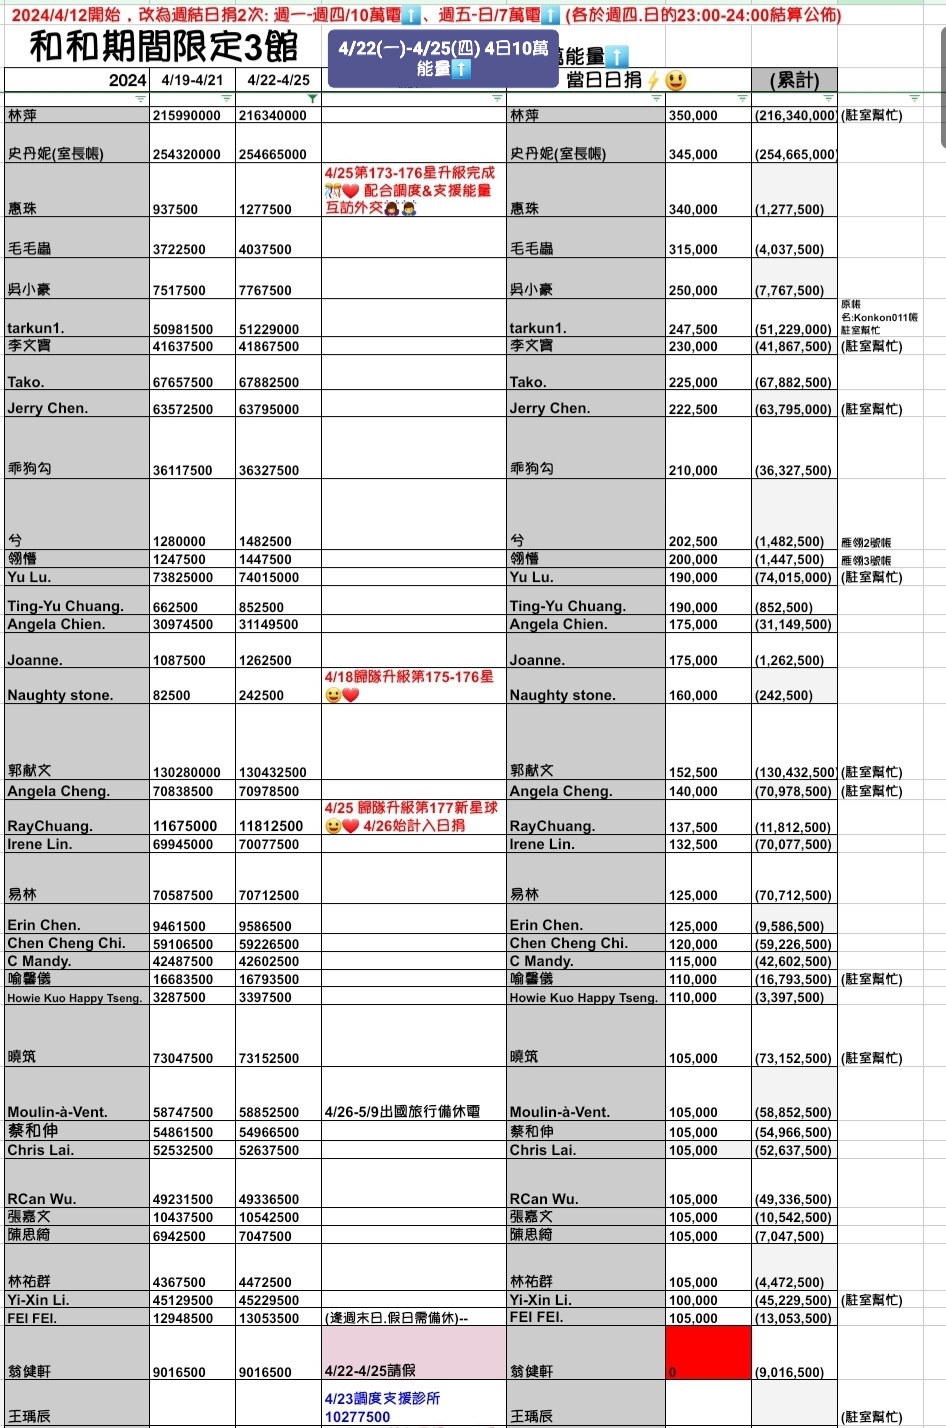 2024/4/12開始，改為週結日捐2次: 週一-週四/10萬電⬆️、週五-日/7萬電⬆️ (各於週四.日的23:00-24:00結算公佈)
和和期間限定3館
4/22(一)-4/25(四) 4日10萬
能量⬆️
萬能量⬆️
2024 4/19-4/21 4/22-4/25 當日日捐⚡😃 (累計)
林萍 215990000 216340000 林萍 350,000 (216,340,000) (駐室幫忙)
史丹妮(室長帳) 254320000 254665000 史丹妮(室長帳) 345,000 (254,665,000)
4/25第173-176星升級完成
🎊❤️ 配合調度&支援能量
互訪外交🙇‍♀️🙇‍♂️
惠珠 937500 1277500 惠珠 340,000 (1,277,500)
毛毛蟲 3722500 4037500 毛毛蟲 315,000 (4,037,500)
吳小豪 7517500 7767500 吳小豪 250,000 (7,767,500)
原帳
名:Konkon011帳
駐室幫忙
tarkun1. 50981500 51229000 tarkun1. 247,500 (51,229,000)
李文寶 41637500 41867500 李文寶 230,000 (41,867,500) (駐室幫忙)
Tako. 67657500 67882500 Tako. 225,000 (67,882,500)
Jerry Chen. 63572500 63795000 Jerry Chen. 222,500 (63,795,000) (駐室幫忙)
乖狗勾 36117500 36327500 乖狗勾 210,000 (36,327,500)
兮 1280000 1482500 兮 202,500 (1,482,500) 雁翎2號帳
翎懵 1247500 1447500 翎懵 200,000 (1,447,500) 雁翎3號帳
Yu Lu. 73825000 74015000 Yu Lu. 190,000 (74,015,000) (駐室幫忙)
Ting-Yu Chuang. 662500 852500 Ting-Yu Chuang. 190,000 (852,500)
Angela Chien. 30974500 31149500 Angela Chien. 175,000 (31,149,500)
Joanne. 1087500 1262500 Joanne. 175,000 (1,262,500)
4/18歸隊升級第175-176星
😀❤️
Naughty stone. 82500 242500 Naughty stone. 160,000 (242,500)
郭献文 130280000 130432500 郭献文 152,500 (130,432,500) (駐室幫忙)
Angela Cheng. 70838500 70978500 Angela Cheng. 140,000 (70,978,500) (駐室幫忙)
4/25 歸隊升級第177新星球
😀❤️ 4/26始計入日捐
RayChuang. 11675000 11812500 RayChuang. 137,500 (11,812,500)
Irene Lin. 69945000 70077500 Irene Lin. 132,500 (70,077,500)
易林 70587500 70712500 易林 125,000 (70,712,500)
Erin Chen. 9461500 9586500 Erin Chen. 125,000 (9,586,500)
Chen Cheng Chi. 59106500 59226500 Chen Cheng Chi. 120,000 (59,226,500)
C Mandy. 42487500 42602500 C Mandy. 115,000 (42,602,500)
喻馨儀 16683500 16793500 喻馨儀 110,000 (16,793,500) (駐室幫忙)
Howie Kuo Happy Tseng. 3287500 3397500 Howie Kuo Happy Tseng. 110,000 (3,397,500)
曉筑 73047500 73152500 曉筑 105,000 (73,152,500) (駐室幫忙)
Moulin-à-Vent. 58747500 58852500 4/26-5/9出國旅行備休電 Moulin-à-Vent. 105,000 (58,852,500)
蔡和伸 54861500 54966500 蔡和伸 105,000 (54,966,500)
Chris Lai. 52532500 52637500 Chris Lai. 105,000 (52,637,500)
RCan Wu. 49231500 49336500 RCan Wu. 105,000 (49,336,500)
張嘉文 10437500 10542500 張嘉文 105,000 (10,542,500)
陳思綺 6942500 7047500 陳思綺 105,000 (7,047,500)
林祐群 4367500 4472500 林祐群 105,000 (4,472,500)
Yi-Xin Li. 45129500 45229500 Yi-Xin Li. 100,000 (45,229,500) (駐室幫忙)
FEI FEI. 12948500 13053500 (逢週末日.假日需備休)-- FEI FEI. 105,000 (13,053,500)
翁健軒 9016500 9016500 4/22-4/25請假 翁健軒 0 (9,016,500)
4/23調度支援診所
10277500
王瑀辰 王瑀辰 (駐室幫忙)